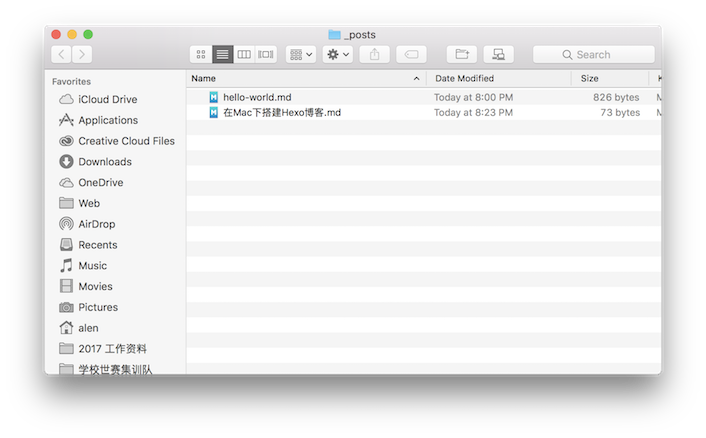 _posts
Search
Favorites
iCloud Drive
Applications
Creative Cloud Files
Downloads
OneDrive
Web
AirDrop
Recents
Music
Movies
Pictures
alen
2017 工作资料
学校世赛集训队
Name Date Modified Size
hello-world.md Today at 8:00 PM 826 bytes
在Mac下搭建Hexo博客.md Today at 8:23 PM 73 bytes